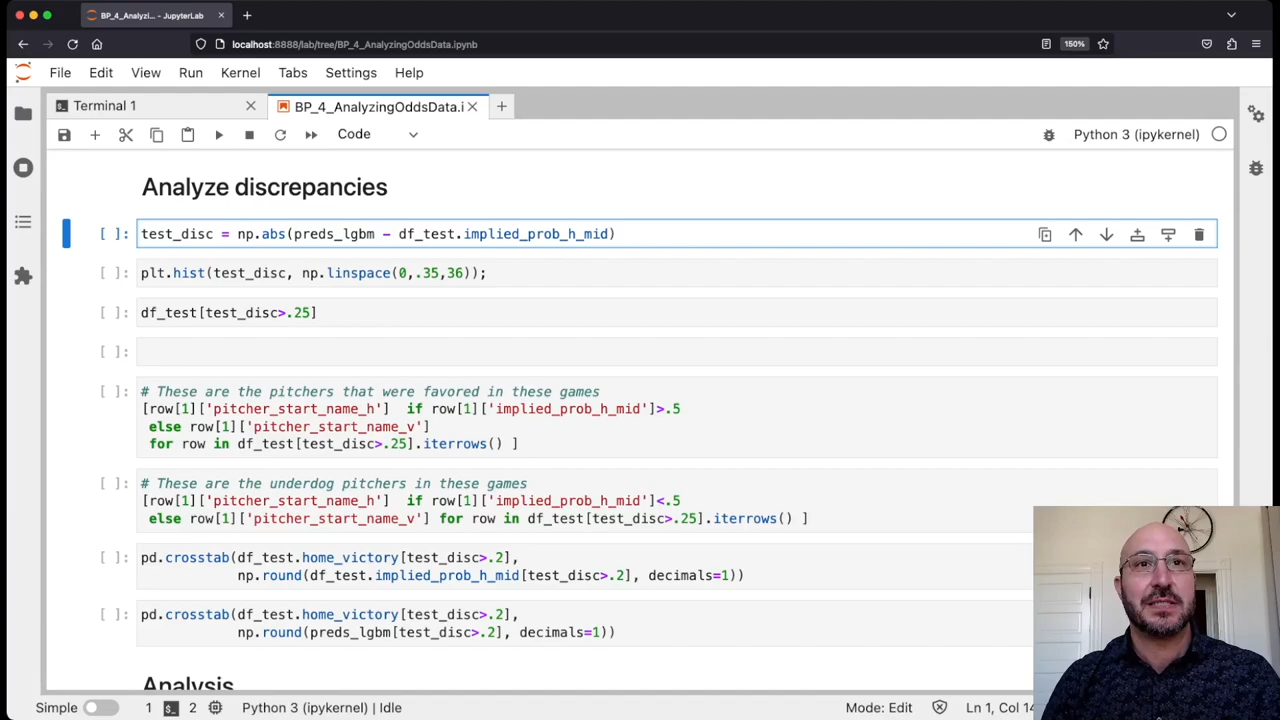 BP_4_Analyzi... - JupyterLab
localhost:8888/lab/tree/BP_4_AnalyzingOddsData.ipynb
150%
File Edit View Run Kernel Tabs Settings Help
Terminal 1
BP_4_AnalyzingOddsData.i
Code
Python 3 (ipykernel)
Analyze discrepancies
[ ]: test_disc = np.abs(preds_lgbm - df_test.implied_prob_h_mid)
[ ]: plt.hist(test_disc, np.linspace(0,.35,36));
[ ]: df_test[test_disc>.25]
[ ]:
[ ]: # These are the pitchers that were favored in these games
[row[1]['pitcher_start_name_h']  if row[1]['implied_prob_h_mid']>.5
else row[1]['pitcher_start_name_v']
for row in df_test[test_disc>.25].iterrows() ]
[ ]: # These are the underdog pitchers in these games
[row[1]['pitcher_start_name_h']  if row[1]['implied_prob_h_mid']<.5
else row[1]['pitcher_start_name_v'] for row in df_test[test_disc>.25].iterrows() ]
[ ]: pd.crosstab(df_test.home_victory[test_disc>.2],
np.round(df_test.implied_prob_h_mid[test_disc>.2], decimals=1))
[ ]: pd.crosstab(df_test.home_victory[test_disc>.2],
np.round(preds_lgbm[test_disc>.2], decimals=1))
Analysis
Simple 1 2 Python 3 (ipykernel) | Idle Mode: Edit Ln 1, Col 14